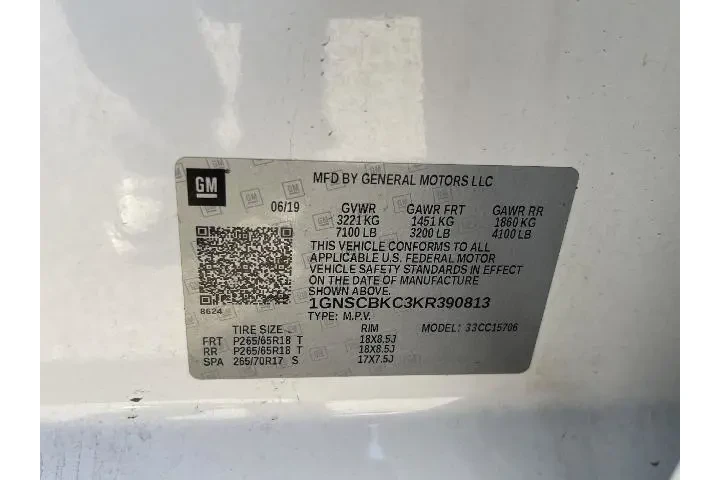 GM
MFD BY GENERAL MOTORS LLC
06/19 GVWR GAWR FRT GAWR RR
3221 KG 1451 KG 1860 KG
7100 LB 3200 LB 4100 LB
THIS VEHICLE CONFORMS TO ALL
APPLICABLE U.S. FEDERAL MOTOR
VEHICLE SAFETY STANDARDS IN EFFECT
ON THE DATE OF MANUFACTURE
1GNSCBKC3KR390813
8624
TYPE: M.P.V.
TIRE SIZE RIM MODEL: 33CC15706
FRT P265/65R18 T 18X8.5J
RR P265/65R18 T 18X8.5J
SPA 265/70R17 S 17X7.5J